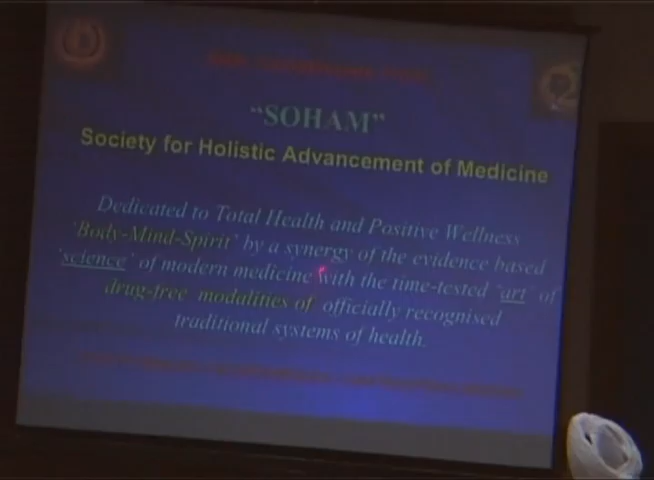 “SOHAM”
Society for Holistic Advancement of Medicine
Dedicated to Total Health and Positive Wellness
‘Body-Mind-Spirit’ by a synergy of the evidence based
‘science’ of modern medicine with the time-tested ‘art’ of
drug-free modalities of officially recognised
traditional systems of health.